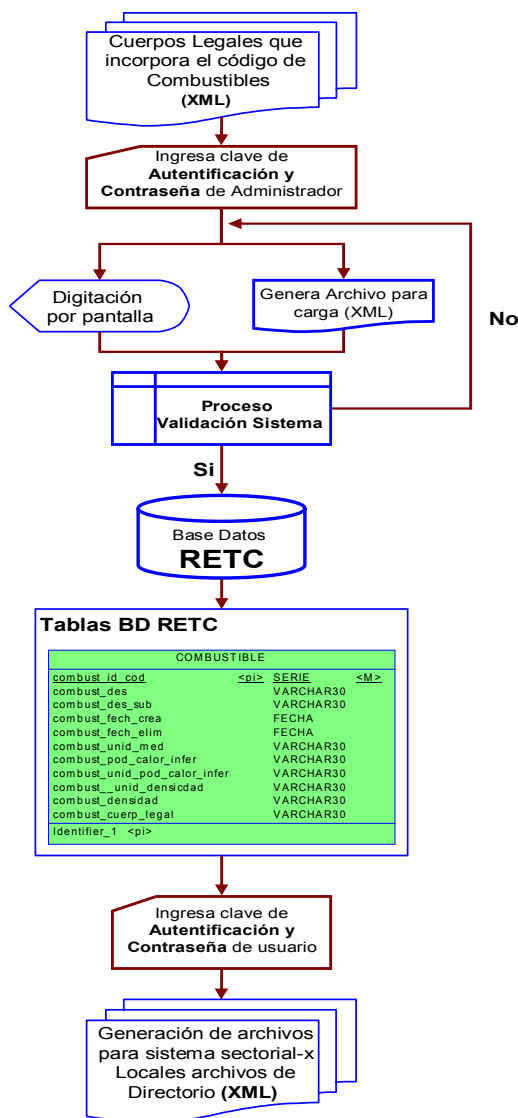 Cuerpos Legales que
incorpora el código de
Combustibles
(XML)
Ingresa clave de
Autentificación y
Contraseña de Administrador
Digitación
por pantalla
Genera Archivo para
carga (XML)
No
Proceso
Validación Sistema
Si
Base Datos
RETC
Tablas BD RETC
COMBUSTIBLE
combust_id_cod <pi> SERIE <M>
combust_des VARCHAR30
combust_des_sub VARCHAR30
combust_fech_crea FECHA
combust_fech_elim FECHA
combust_unid_med VARCHAR30
combust_pod_calor_infer VARCHAR30
combust_unid_pod_calor_infer VARCHAR30
combust__unid_densicdad VARCHAR30
combust_densidad VARCHAR30
combust_cuerp_legal VARCHAR30
Identifier_1 <pi>
Ingresa clave de
Autentificación y
Contraseña de usuario
Generación de archivos
para sistema sectorial-x
Locales archivos de
Directorio (XML)